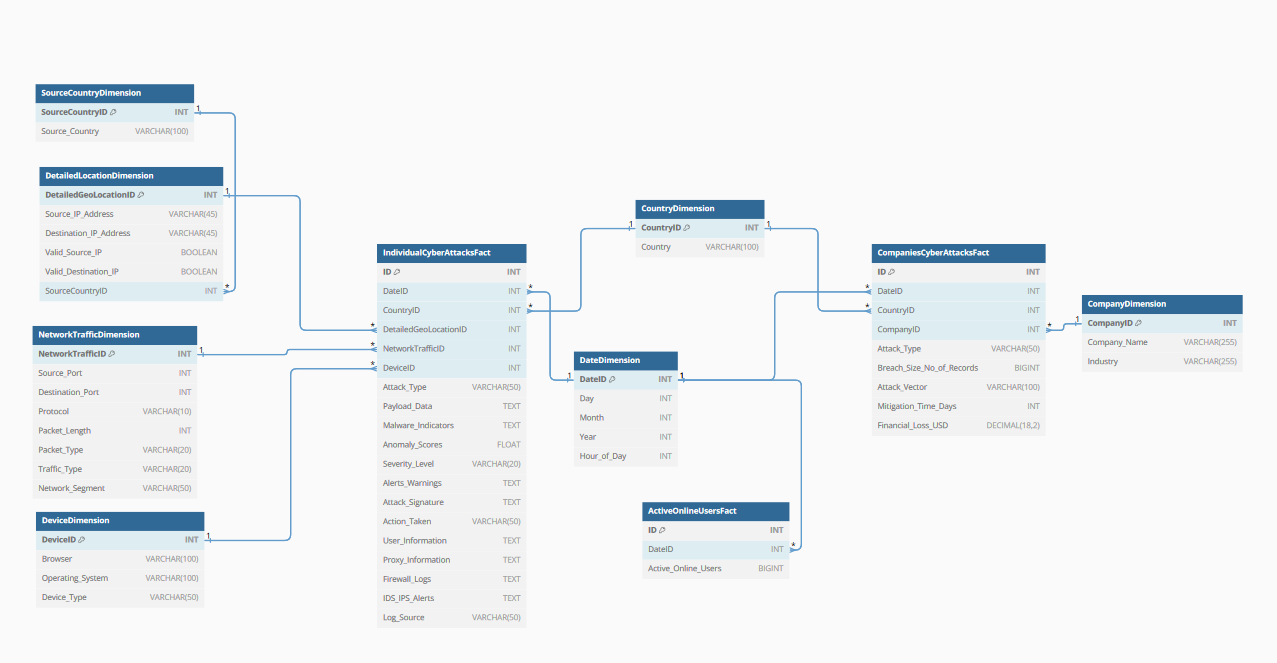 SourceCountryDimension
SourceCountryID INT
Source_Country VARCHAR(100)
1
DetailedLocationDimension
DetailedGeoLocationID INT
Source_IP_Address VARCHAR(45)
Destination_IP_Address VARCHAR(45)
Valid_Source_IP BOOLEAN
Valid_Destination_IP BOOLEAN
SourceCountryID INT
1
*
NetworkTrafficDimension
NetworkTrafficID INT
Source_Port INT
Destination_Port INT
Protocol VARCHAR(10)
Packet_Length INT
Packet_Type VARCHAR(20)
Traffic_Type VARCHAR(20)
Network_Segment VARCHAR(50)
1
DeviceDimension
DeviceID INT
Browser VARCHAR(100)
Operating_System VARCHAR(100)
Device_Type VARCHAR(50)
1
IndividualCyberAttacksFact
ID INT
DateID INT
CountryID INT
DetailedGeoLocationID INT
NetworkTrafficID INT
DeviceID INT
Attack_Type VARCHAR(50)
Payload_Data TEXT
Malware_Indicators TEXT
Anomaly_Scores FLOAT
Severity_Level VARCHAR(20)
Alerts_Warnings TEXT
Attack_Signature TEXT
Action_Taken VARCHAR(50)
User_Information TEXT
Proxy_Information TEXT
Firewall_Logs TEXT
IDS_IPS_Alerts TEXT
Log_Source VARCHAR(50)
*
*
*
*
*
CountryDimension
CountryID INT
Country VARCHAR(100)
1
1
DateDimension
DateID INT
Day INT
Month INT
Year INT
Hour_of_Day INT
1
1
ActiveOnlineUsersFact
ID INT
DateID INT
Active_Online_Users BIGINT
*
CompaniesCyberAttacksFact
ID INT
DateID INT
CountryID INT
CompanyID INT
Attack_Type VARCHAR(50)
Breach_Size_No_of_Records BIGINT
Attack_Vector VARCHAR(100)
Mitigation_Time_Days INT
Financial_Loss_USD DECIMAL(18,2)
*
*
*
CompanyDimension
CompanyID INT
Company_Name VARCHAR(255)
Industry VARCHAR(255)
1